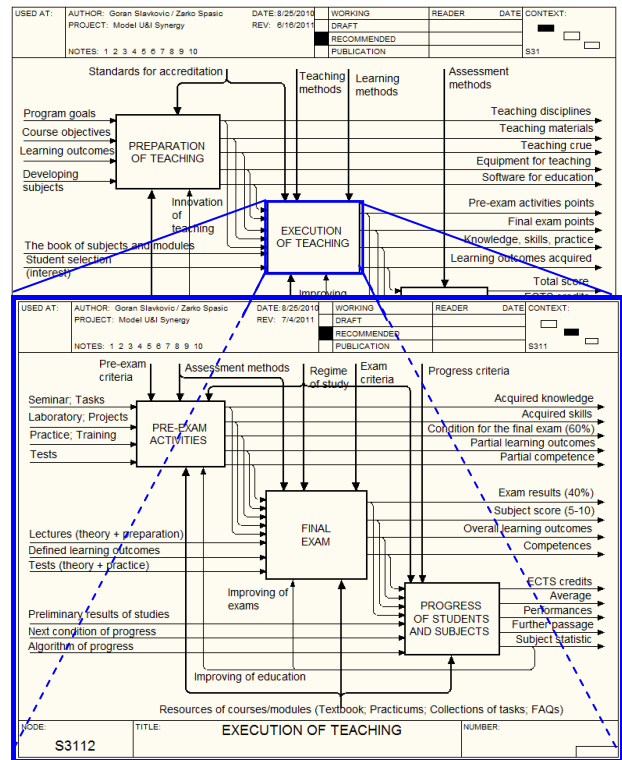 USED AT: AUTHOR: Goran Slavkovic / Zarko Spasic DATE: 8/25/2010 WORKING READER DATE CONTEXT:
PROJECT: Model U&I Synergy REV: 6/16/2011 DRAFT
RECOMMENDED
NOTES: 1 2 3 4 5 6 7 8 9 10 PUBLICATION S31
Standards for accreditation
Teaching methods
Learning methods
Assessment methods
Program goals
Course objectives
Learning outcomes
Developing subjects
PREPARATION OF TEACHING
Teaching disciplines
Teaching materials
Teaching crue
Equipment for teaching
Software for education
Innovation of teaching
EXECUTION OF TEACHING
Pre-exam activities points
Final exam points
Knowledge, skills, practice
Learning outcomes acquired
The book of subjects and modules
Student selection (interest)
Total score
ECTS credits
Improving
USED AT: AUTHOR: Goran Slavkovic / Zarko Spasic DATE: 8/25/2010 WORKING READER DATE CONTEXT:
PROJECT: Model U&I Synergy REV: 7/4/2011 DRAFT
RECOMMENDED
NOTES: 1 2 3 4 5 6 7 8 9 10 PUBLICATION S311
Pre-exam criteria
Assessment methods
Regime of study
Exam criteria
Progress criteria
Seminar; Tasks
Laboratory; Projects
Practice; Training
Tests
PRE-EXAM ACTIVITIES
Acquired knowledge
Acquired skills
Condition for the final exam (60%)
Partial learning outcomes
Partial competence
FINAL EXAM
Exam results (40%)
Subject score (5-10)
Overall learning outcomes
Competences
Lectures (theory + preparation)
Defined learning outcomes
Tests (theory + practice)
Improving of exams
PROGRESS OF STUDENTS AND SUBJECTS
ECTS credits
Average
Performances
Further passage
Subject statistic
Preliminary results of studies
Next condition of progress
Algorithm of progress
Improving of education
Resources of courses/modules (Textbook; Practicums; Collections of tasks; FAQs)
NODE: TITLE: EXECUTION OF TEACHING NUMBER:
S3112